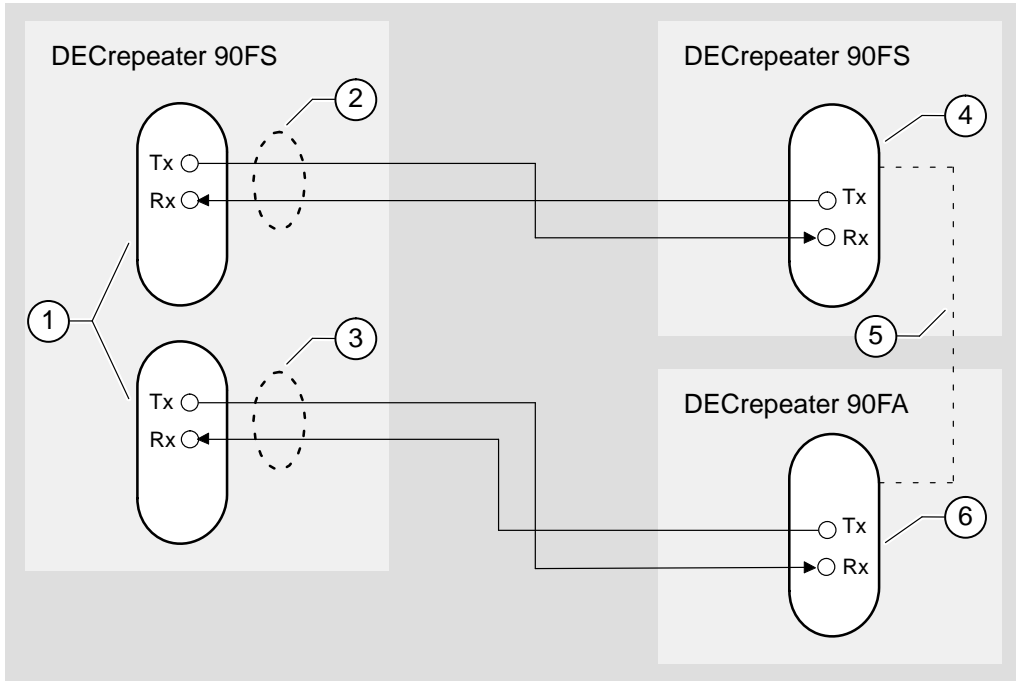 DECrepeater 90FS
2
Tx
Rx
1
3
Tx
Rx
DECrepeater 90FS
4
Tx
Rx
5
DECrepeater 90FA
6
Tx
Rx